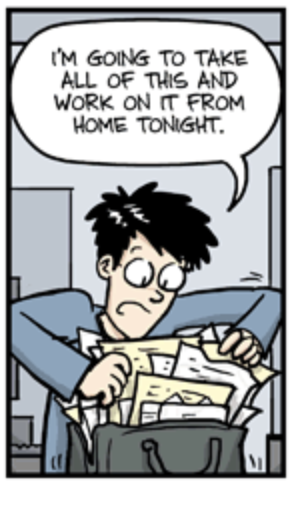 I'M GOING TO TAKE
ALL OF THIS AND
WORK ON IT FROM
HOME TONIGHT.